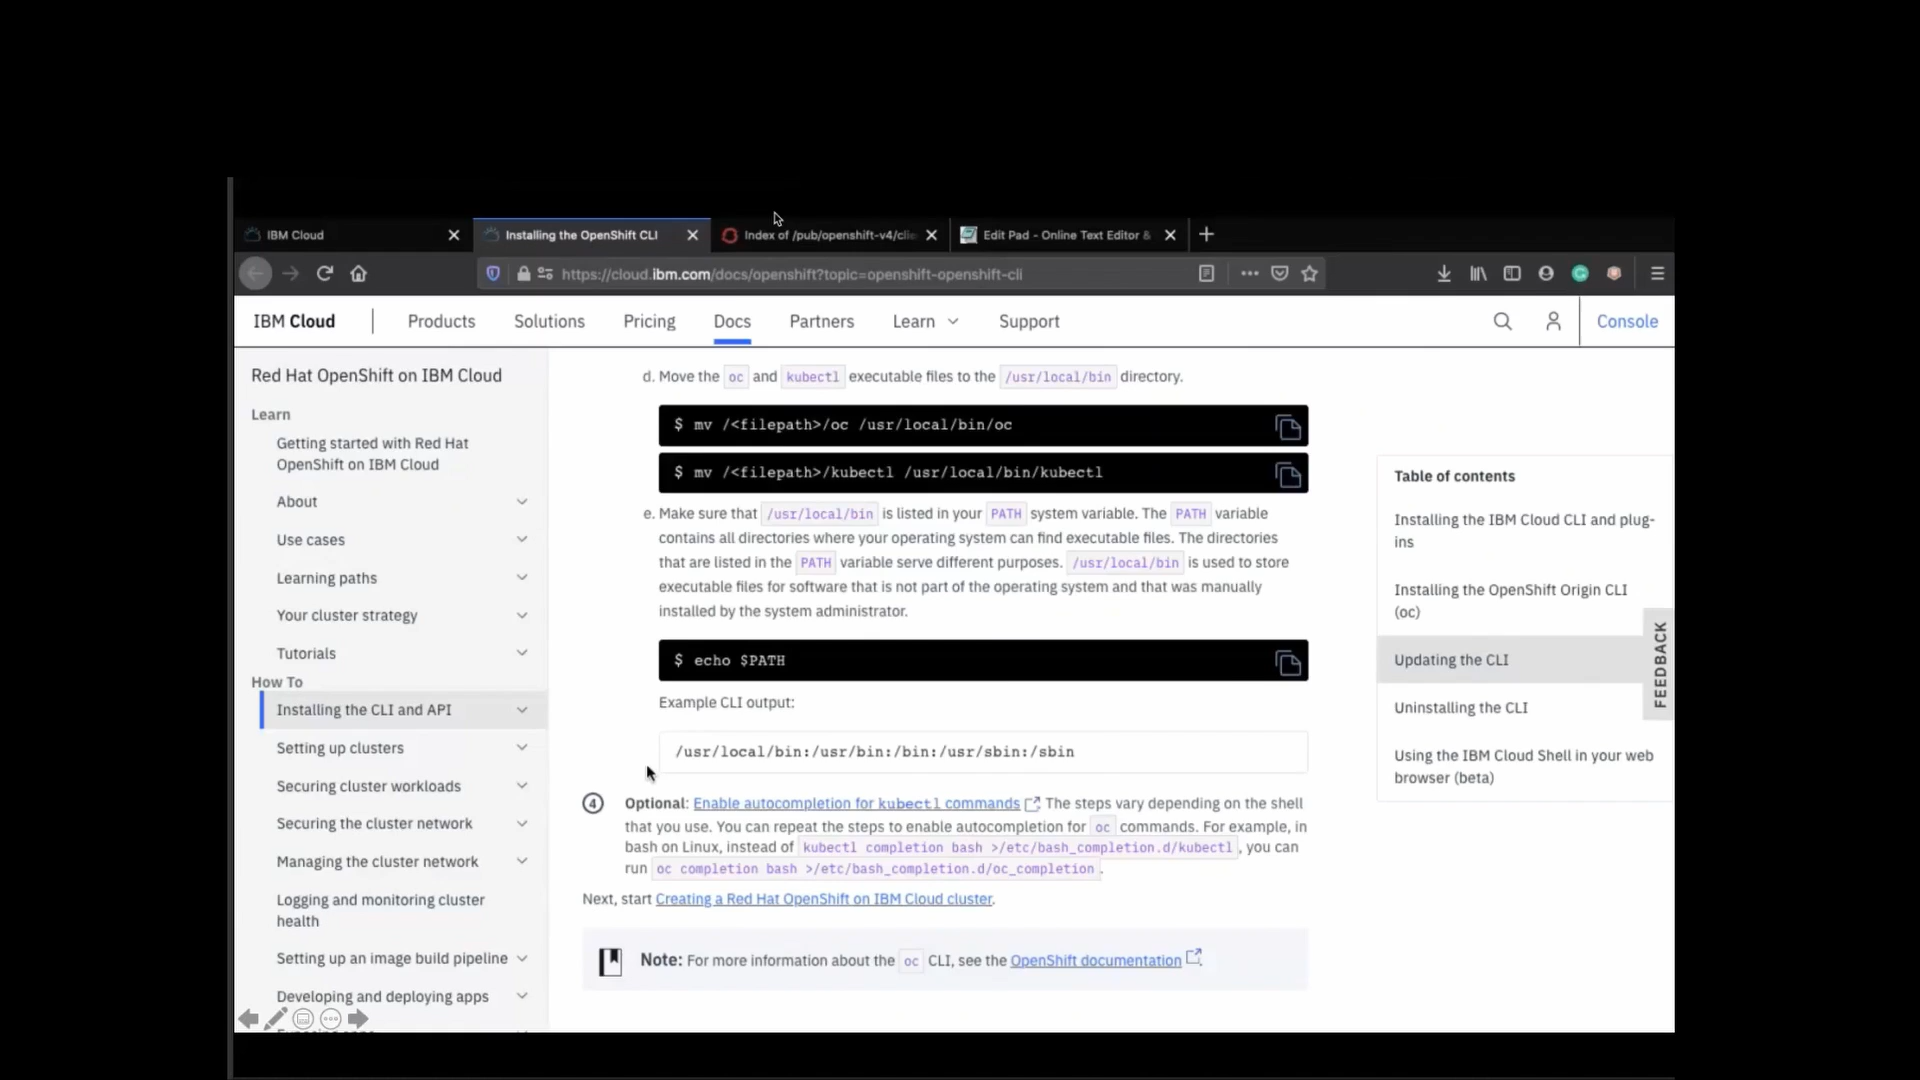 IBM Cloud
Installing the OpenShift CLI
Index of /pub/openshift-v4/clie
Edit Pad - Online Text Editor &
https://cloud.ibm.com/docs/openshift?topic=openshift-openshift-cli
IBM Cloud
Products
Solutions
Pricing
Docs
Partners
Learn
Support
Console
Red Hat OpenShift on IBM Cloud
Learn
Getting started with Red Hat
OpenShift on IBM Cloud
About
Use cases
Learning paths
Your cluster strategy
Tutorials
How To
Installing the CLI and API
Setting up clusters
Securing cluster workloads
Securing the cluster network
Managing the cluster network
Logging and monitoring cluster
health
Setting up an image build pipeline
Developing and deploying apps
d. Move the oc and kubectl executable files to the /usr/local/bin directory.
$ mv /<filepath>/oc /usr/local/bin/oc
$ mv /<filepath>/kubectl /usr/local/bin/kubectl
e. Make sure that /usr/local/bin is listed in your PATH system variable. The PATH variable
contains all directories where your operating system can find executable files. The directories
that are listed in the PATH variable serve different purposes. /usr/local/bin is used to store
executable files for software that is not part of the operating system and that was manually
installed by the system administrator.
$ echo $PATH
Example CLI output:
/usr/local/bin:/usr/bin:/bin:/usr/sbin:/sbin
4 Optional: Enable autocompletion for kubectl commands The steps vary depending on the shell
that you use. You can repeat the steps to enable autocompletion for oc commands. For example, in
bash on Linux, instead of kubectl completion bash >/etc/bash_completion.d/kubectl, you can
run oc completion bash >/etc/bash_completion.d/oc_completion.
Next, start Creating a Red Hat OpenShift on IBM Cloud cluster.
Note: For more information about the oc CLI, see the OpenShift documentation.
Table of contents
Installing the IBM Cloud CLI and plug-
ins
Installing the OpenShift Origin CLI
(oc)
Updating the CLI
Uninstalling the CLI
Using the IBM Cloud Shell in your web
browser (beta)
FEEDBACK